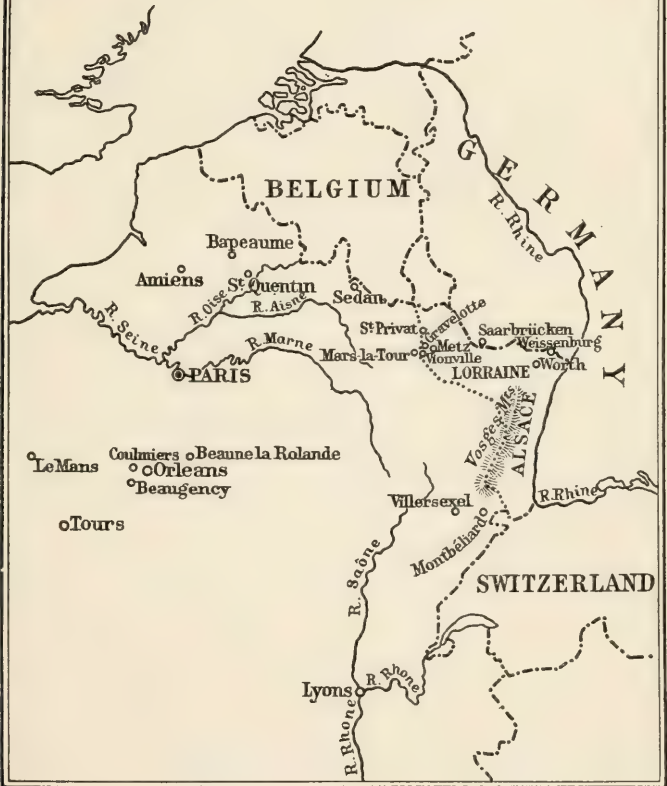 GERMANY
BELGIUM
R. Rhine
Bapeaume
Amiens
St. Quentin
R. Oise
R. Aisne
Sedan
R. Seine
R. Marne
St. Privat
Gravelotte
Saarbrücken
Weissenburg
Mars-la-Tour
Metz
Monville
LORRAINE
Wörth
PARIS
Vosges Mts.
ALSACE
Le Mans
Coulmiers
Beaune la Rolande
Orleans
Beaugency
Villersexel
R. Rhine
Tours
Montbéliard
R. Saône
SWITZERLAND
Lyons
R. Rhone
R. Rhone